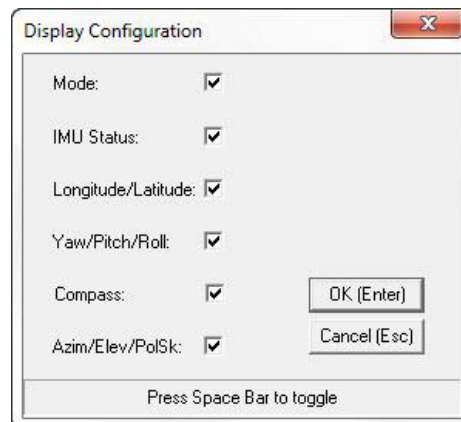 Display Configuration
Mode:
IMU Status:
Longitude/Latitude:
Yaw/Pitch/Roll:
Compass:
OK (Enter)
Cancel (Esc)
Azim/Elev/PolSk:
Press Space Bar to toggle